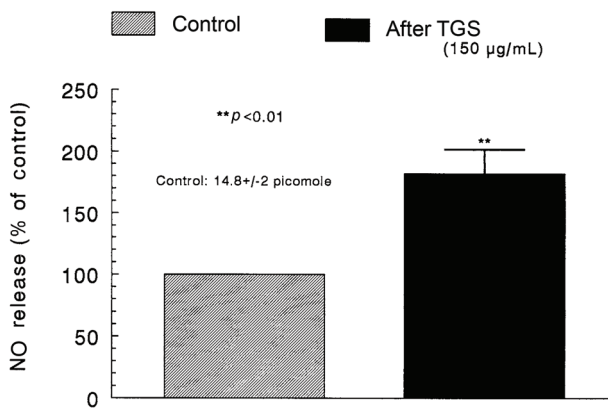 Control
After TGS
(150 µg/mL)
NO release (% of control)
250
200
150
100
50
0
**p<0.01
Control: 14.8+/-2 picomole
**